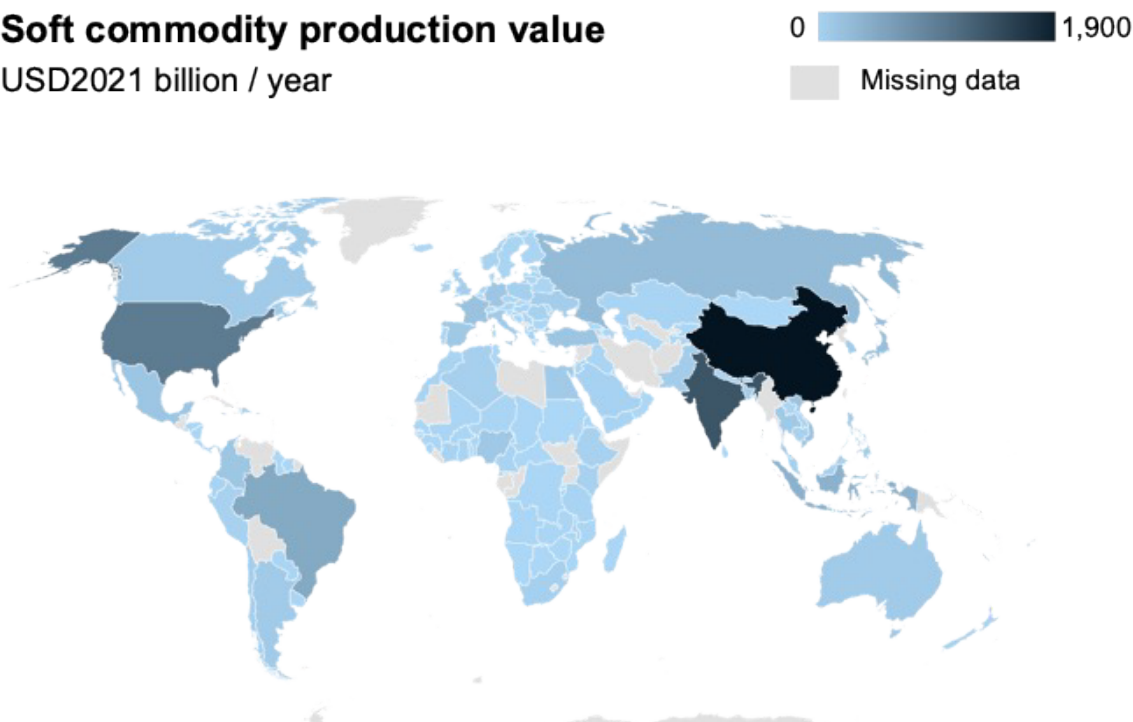 Soft commodity production value
USD2021 billion / year
0 1,900
Missing data